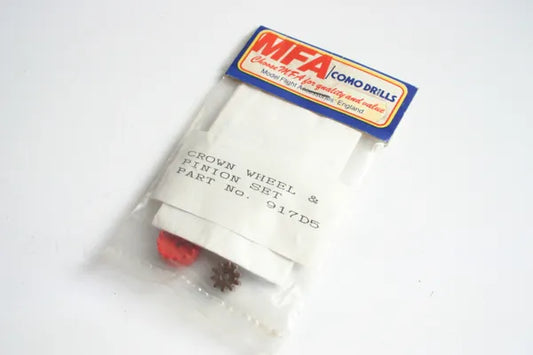 MFA/COMO DRILLS
Choose MFA for quality and value
Model Flight Accessories, England
CROWN WHEEL &
PINION SET
PART No. 917D5